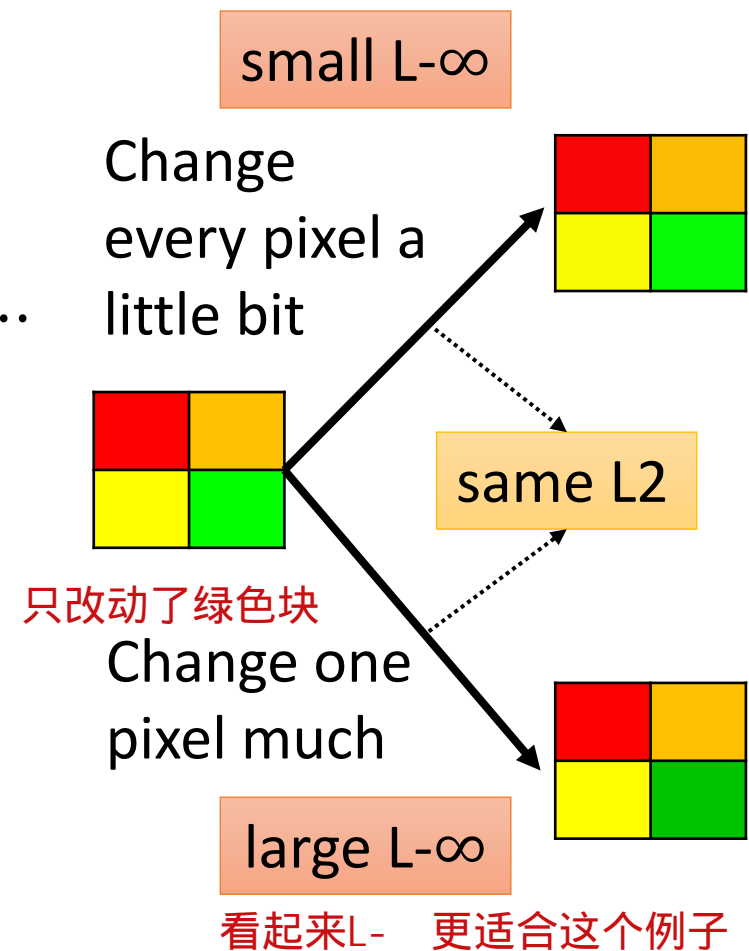 small L-∞
Change
every pixel a
little bit
..
same L2
只改动了绿色块
Change one
pixel much
large L-∞
看起来L- 更适合这个例子